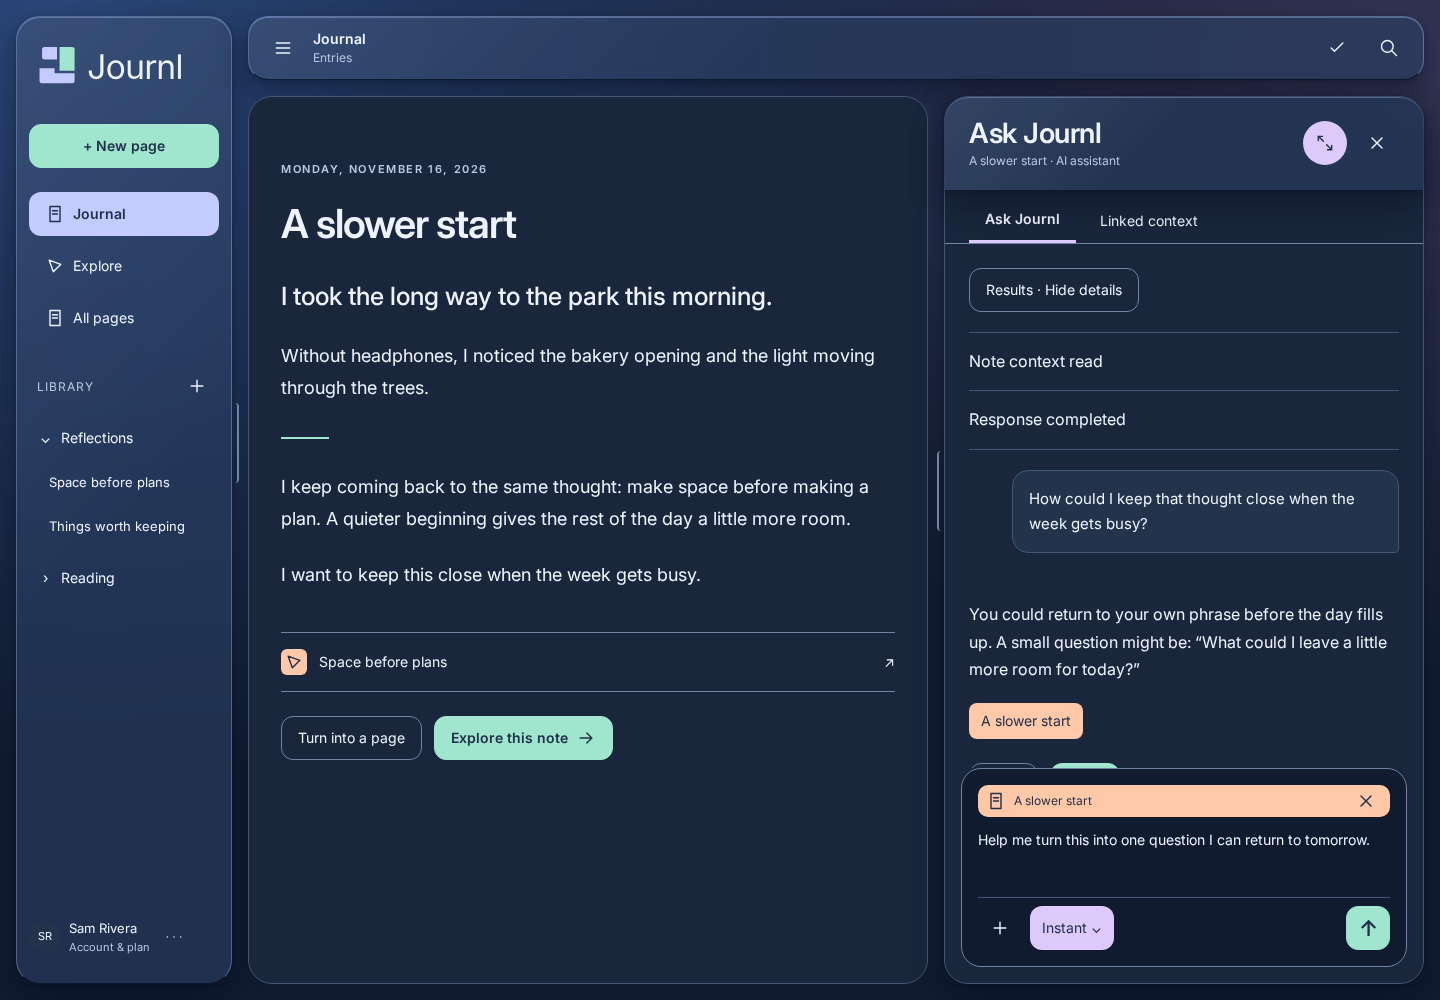 Journl
+ New page
Journal
Explore
All pages
LIBRARY
Reflections
Space before plans
Things worth keeping
Reading
SR
Sam Rivera
Account & plan
...
Journal
Entries
MONDAY, NOVEMBER 16, 2026
A slower start
I took the long way to the park this morning.
Without headphones, I noticed the bakery opening and the light moving
through the trees.
I keep coming back to the same thought: make space before making a
plan. A quieter beginning gives the rest of the day a little more room.
I want to keep this close when the week gets busy.
Space before plans
Turn into a page
Explore this note
Ask Journl
A slower start · AI assistant
Ask Journl
Linked context
Results · Hide details
Note context read
Response completed
How could I keep that thought close when the
week gets busy?
You could return to your own phrase before the day fills
up. A small question might be: “What could I leave a little
more room for today?”
A slower start
A slower start
Help me turn this into one question I can return to tomorrow.
Instant